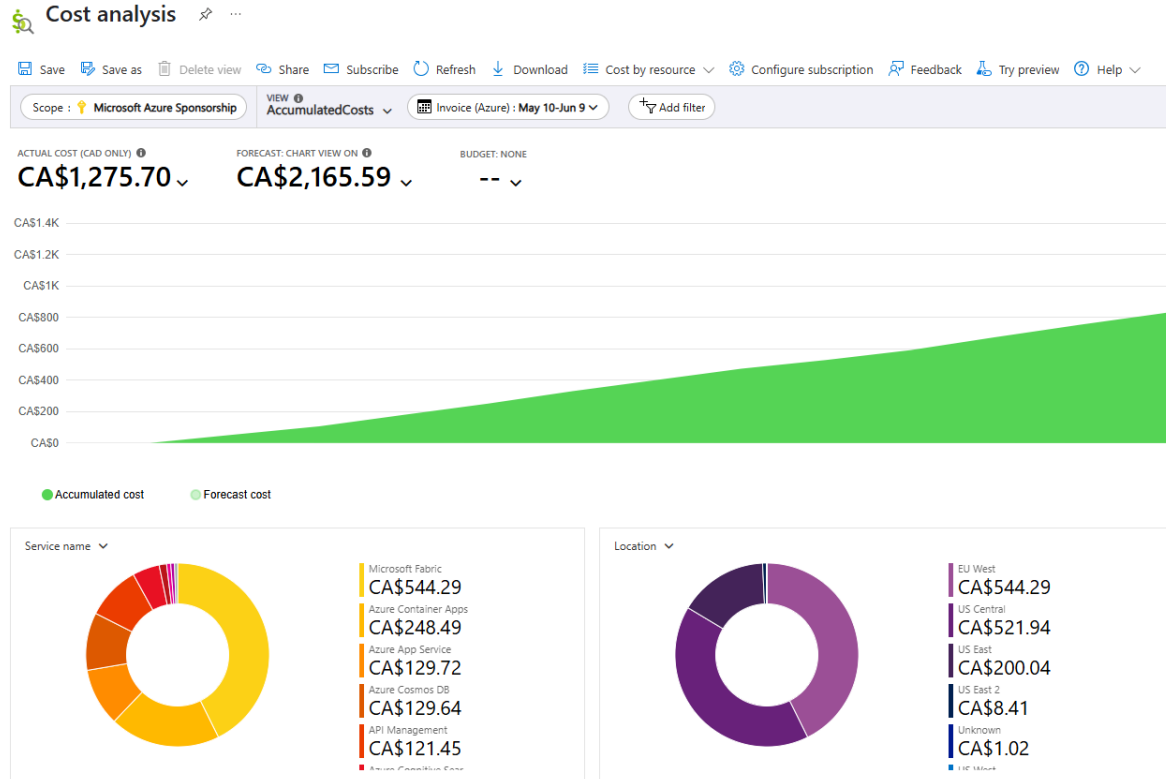 Cost analysis
Save Save as Delete view Share Subscribe Refresh Download Cost by resource Configure subscription Feedback Try preview Help
Scope : Microsoft Azure Sponsorship
VIEW
AccumulatedCosts
Invoice (Azure) : May 10-Jun 9
Add filter
ACTUAL COST (CAD ONLY)
CA$1,275.70
FORECAST: CHART VIEW ON
CA$2,165.59
BUDGET: NONE
--
CA$1.4K
CA$1.2K
CA$1K
CA$800
CA$600
CA$400
CA$200
CA$0
Accumulated cost
Forecast cost
Service name
Microsoft Fabric
CA$544.29
Azure Container Apps
CA$248.49
Azure App Service
CA$129.72
Azure Cosmos DB
CA$129.64
API Management
CA$121.45
Azure Cognitive Sear
Location
EU West
CA$544.29
US Central
CA$521.94
US East
CA$200.04
US East 2
CA$8.41
Unknown
CA$1.02
US West